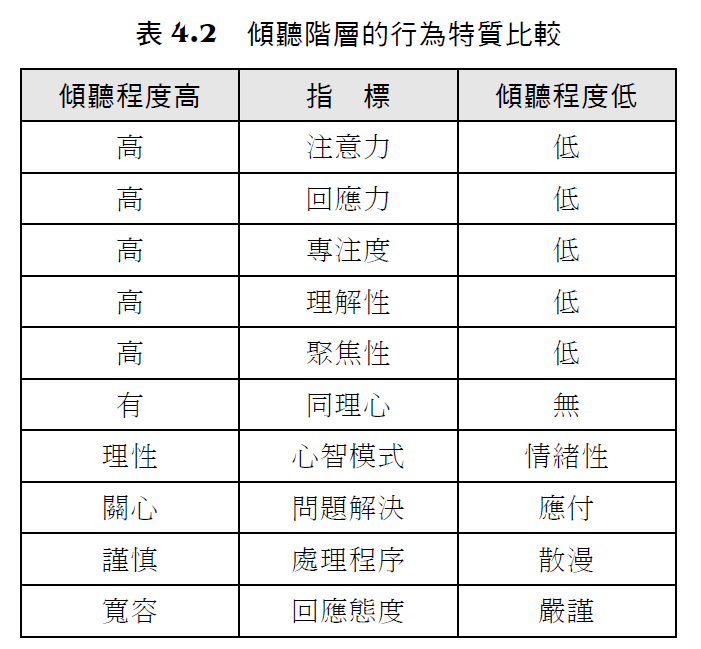 表 4.2 傾聽階層的行為特質比較
傾聽程度高 指 標 傾聽程度低
高 注意力 低
高 回應力 低
高 專注度 低
高 理解性 低
高 聚焦性 低
有 同理心 無
理性 心智模式 情緒性
關心 問題解決 應付
謹慎 處理程序 散漫
寬容 回應態度 嚴謹